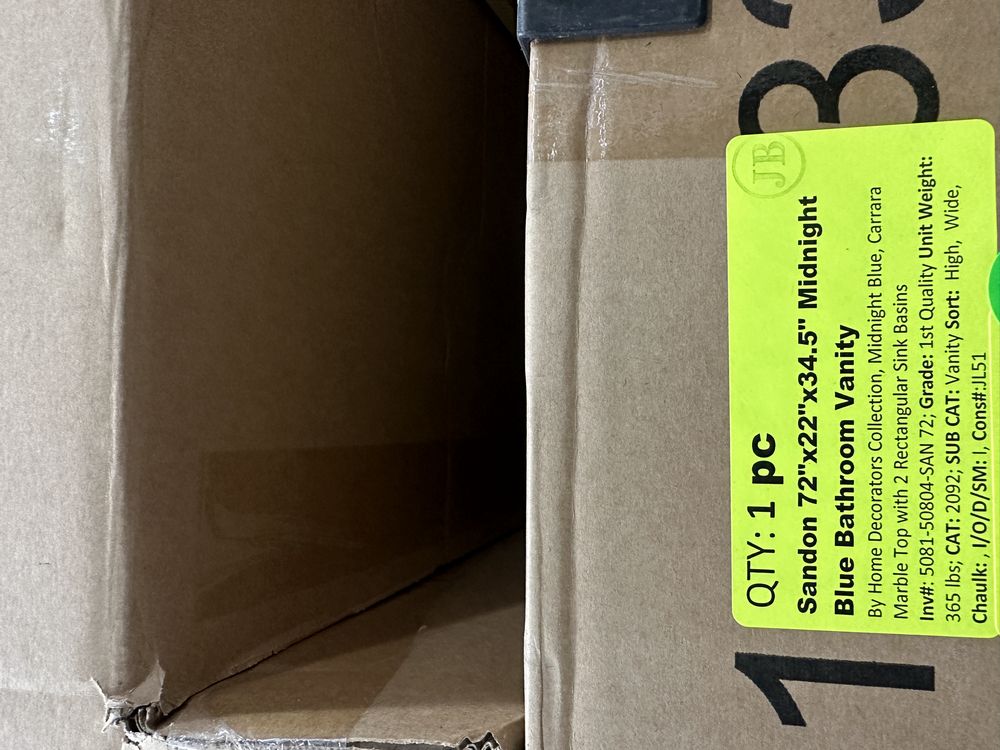 JB
QTY: 1 pc
Sandon 72"x22"x34.5" Midnight
Blue Bathroom Vanity
By Home Decorators Collection, Midnight Blue, Carrara
Marble Top with 2 Rectangular Sink Basins
Inv#: 5081-50804-SAN 72; Grade: 1st Quality Unit Weight:
365 lbs; CAT: 2092; SUB CAT: Vanity Sort: High, Wide,
Chaulk: , I/O/D/SM: I, Cons#:JL51
1